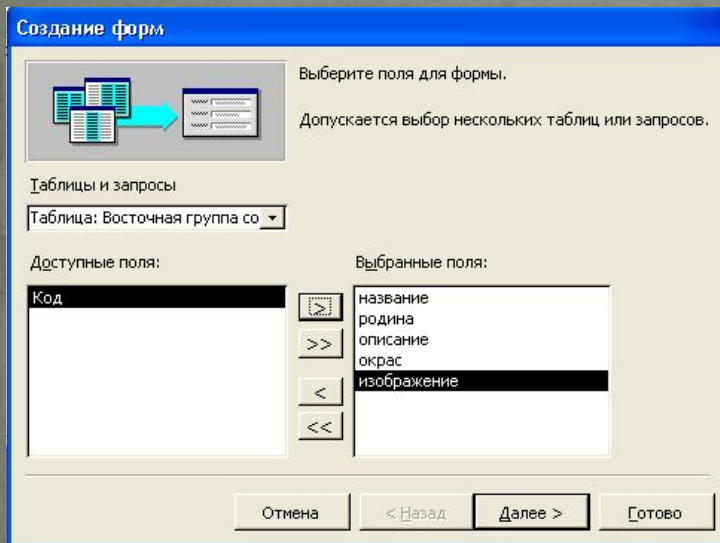 Создание форм
Выберите поля для формы.
Допускается выбор нескольких таблиц или запросов.
Таблицы и запросы
Таблица: Восточная группа со
Доступные поля:
Выбранные поля:
Код
>
>>
<
<<
название
родина
описание
окрас
изображение
Отмена
< Назад
Далее >
Готово